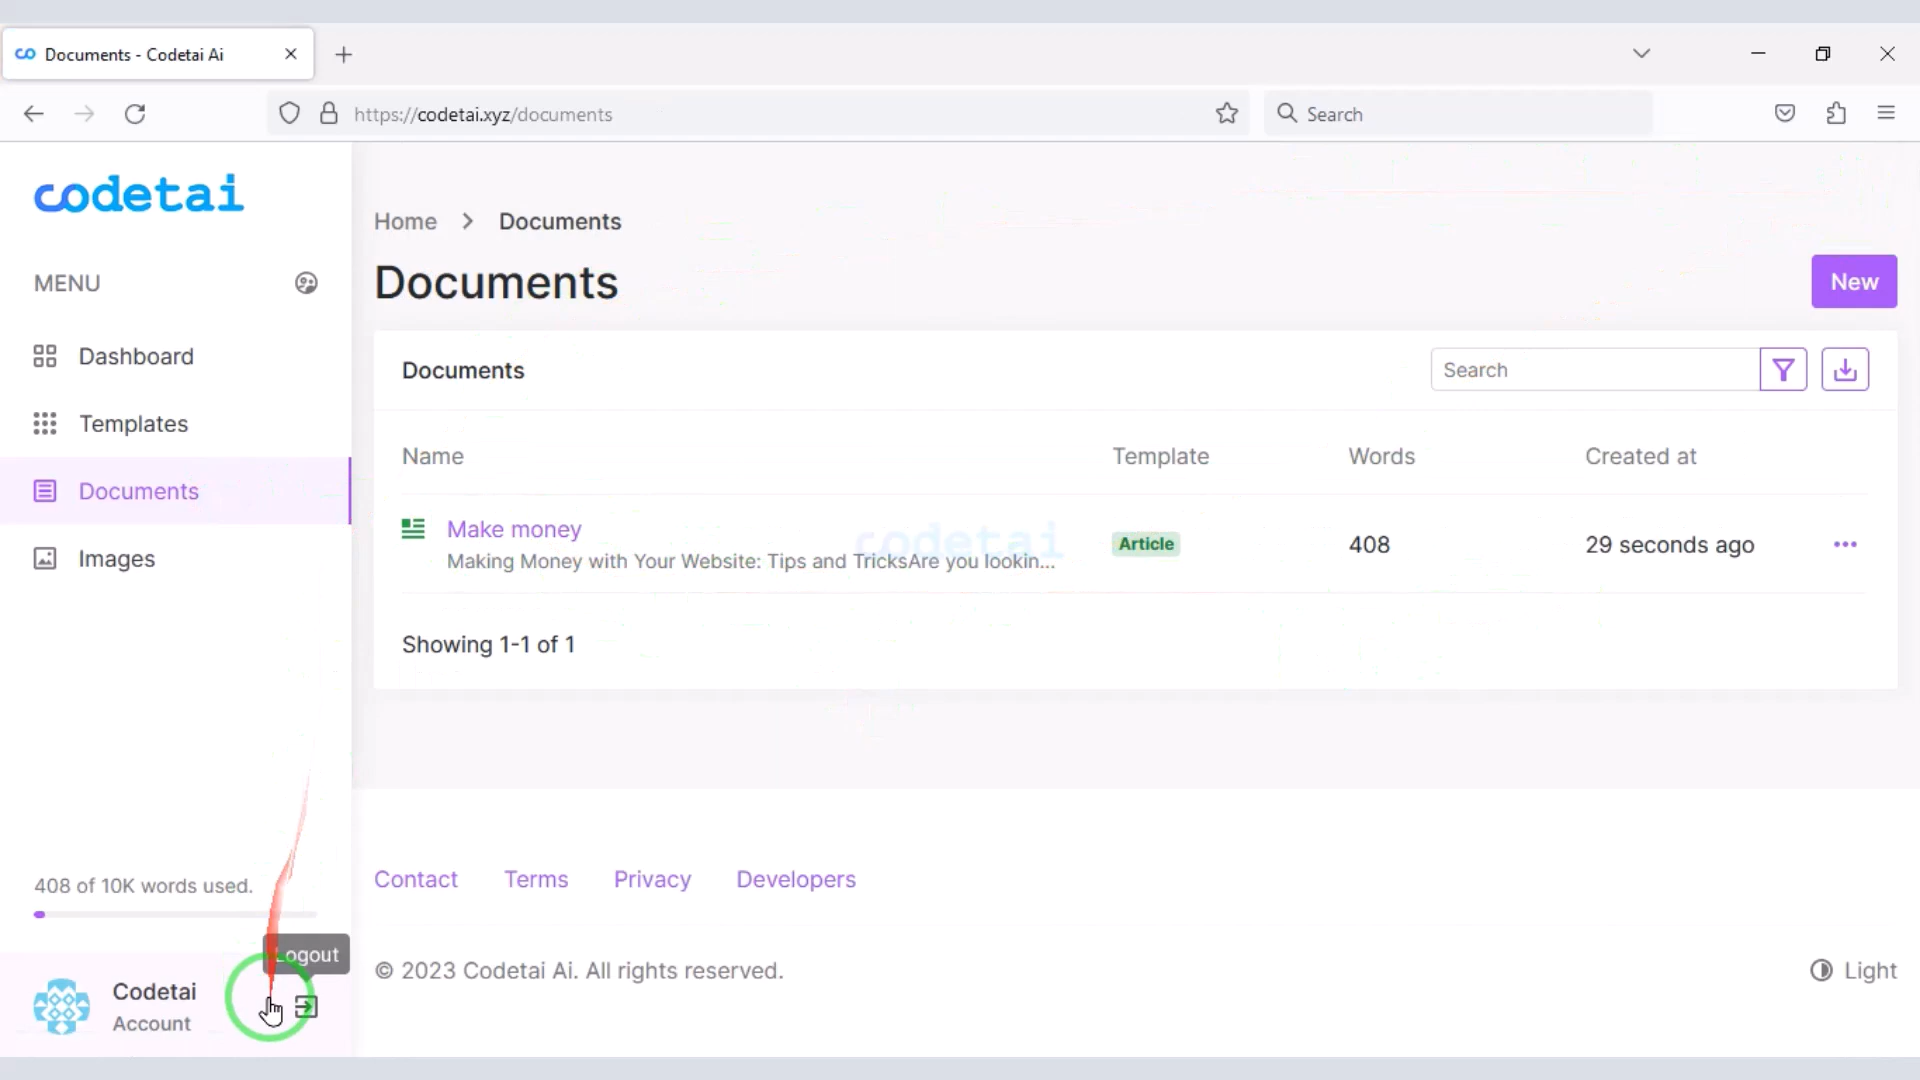 Documents - Codetai Ai
https://codetai.xyz/documents
Search
codetai
MENU
Dashboard
Templates
Documents
Images
408 of 10K words used.
Logout
Codetai
Account
Home > Documents
Documents
New
Documents
Search
Name Template Words Created at
Make money
Making Money with Your Website: Tips and TricksAre you lookin...
Article 408 29 seconds ago
codetai
Showing 1-1 of 1
Contact Terms Privacy Developers
© 2023 Codetai Ai. All rights reserved.
Light